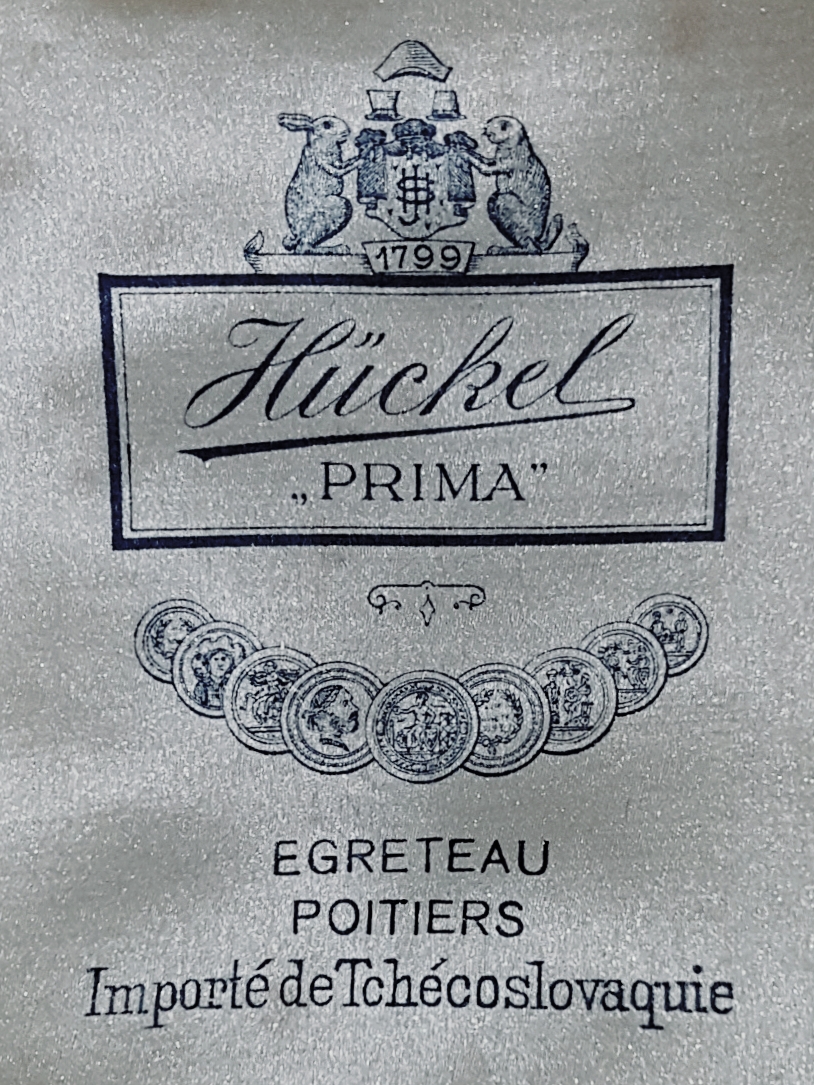 1799
Hückel
„PRIMA”
EGRETEAU
POITIERS
Importé de Tchécoslovaquie